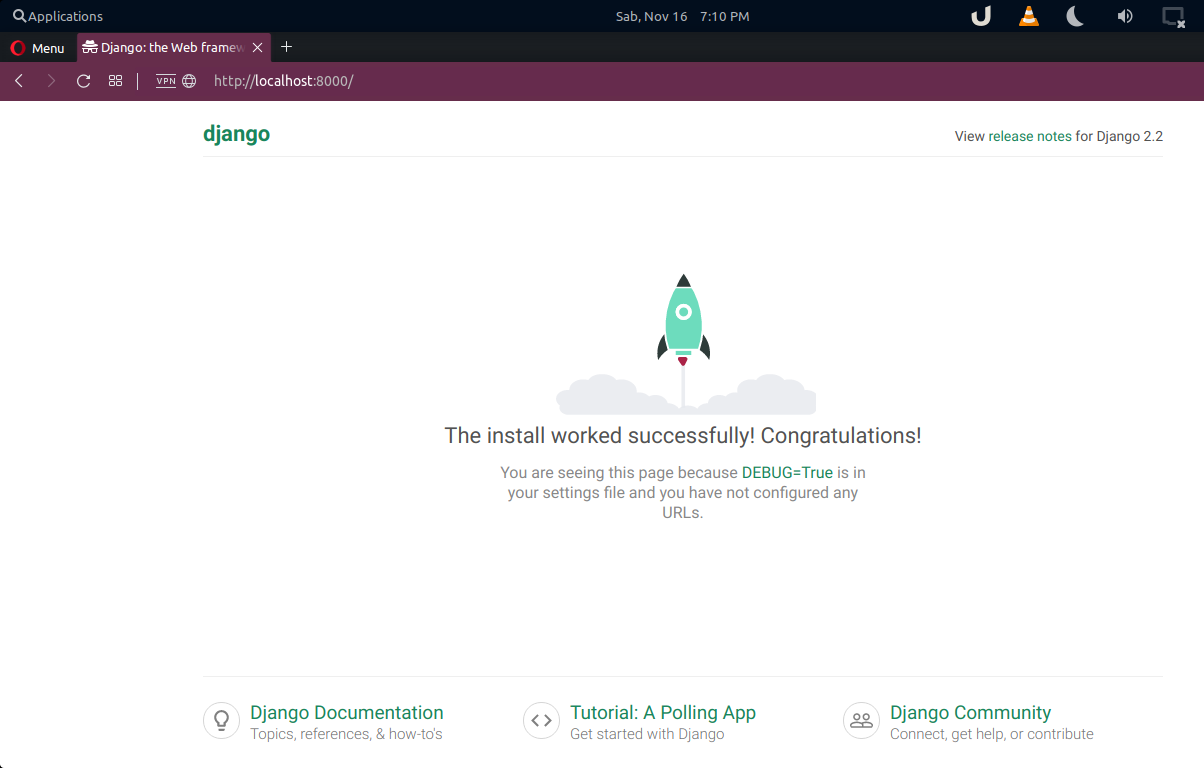 Applications
Sab, Nov 16 7:10 PM
Menu
Django: the Web framew
VPN
http://localhost:8000/
django
View release notes for Django 2.2
The install worked successfully! Congratulations!
You are seeing this page because DEBUG=True is in
your settings file and you have not configured any
URLs.
Django Documentation
Topics, references, & how-to's
Tutorial: A Polling App
Get started with Django
Django Community
Connect, get help, or contribute